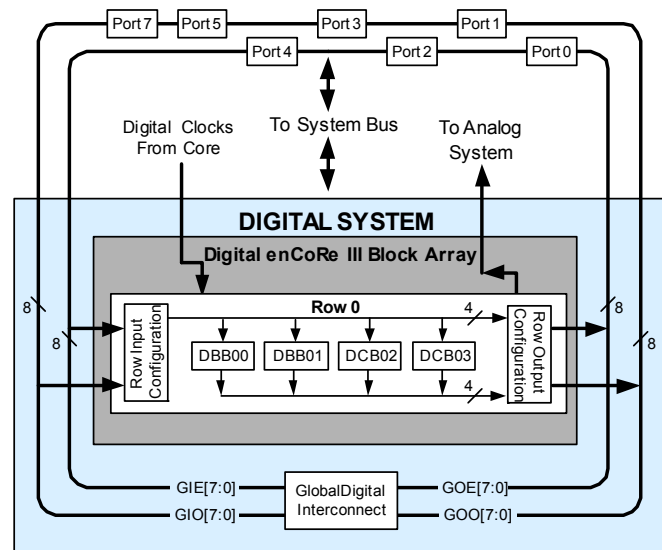 Port 7
Port 5
Port 3
Port 1
Port 4
Port 2
Port 0
Digital Clocks
From Core
To System Bus
To Analog
System
DIGITAL SYSTEM
Digital enCoRe III Block Array
Row 0
Row Input
Configuration
DBB00
DBB01
DCB02
DCB03
4
4
Row Output
Configuration
8
8
8
8
GIE[7:0]
GIO[7:0]
GlobalDigital
Interconnect
GOE[7:0]
GOO[7:0]